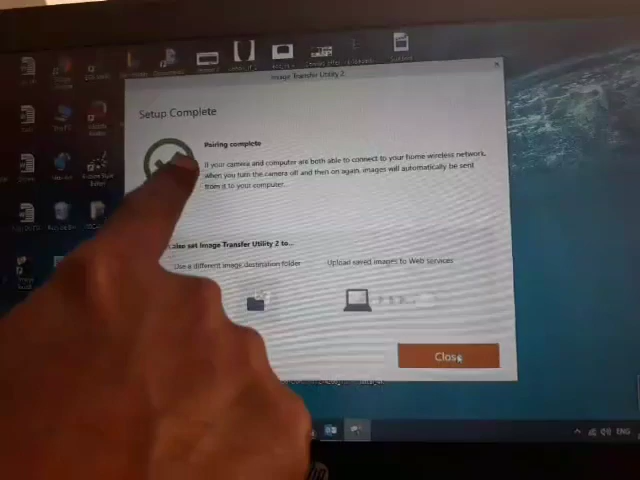 Image Transfer Utility 2
Setup Complete
Pairing complete
If your camera and computer are both able to connect to your home wireless network,
when you turn the camera off and then on again, images will automatically be sent
from it to your computer.
also set Image Transfer Utility 2 to...
Use a different image destination folder
Upload saved images to Web services
Close
ENG